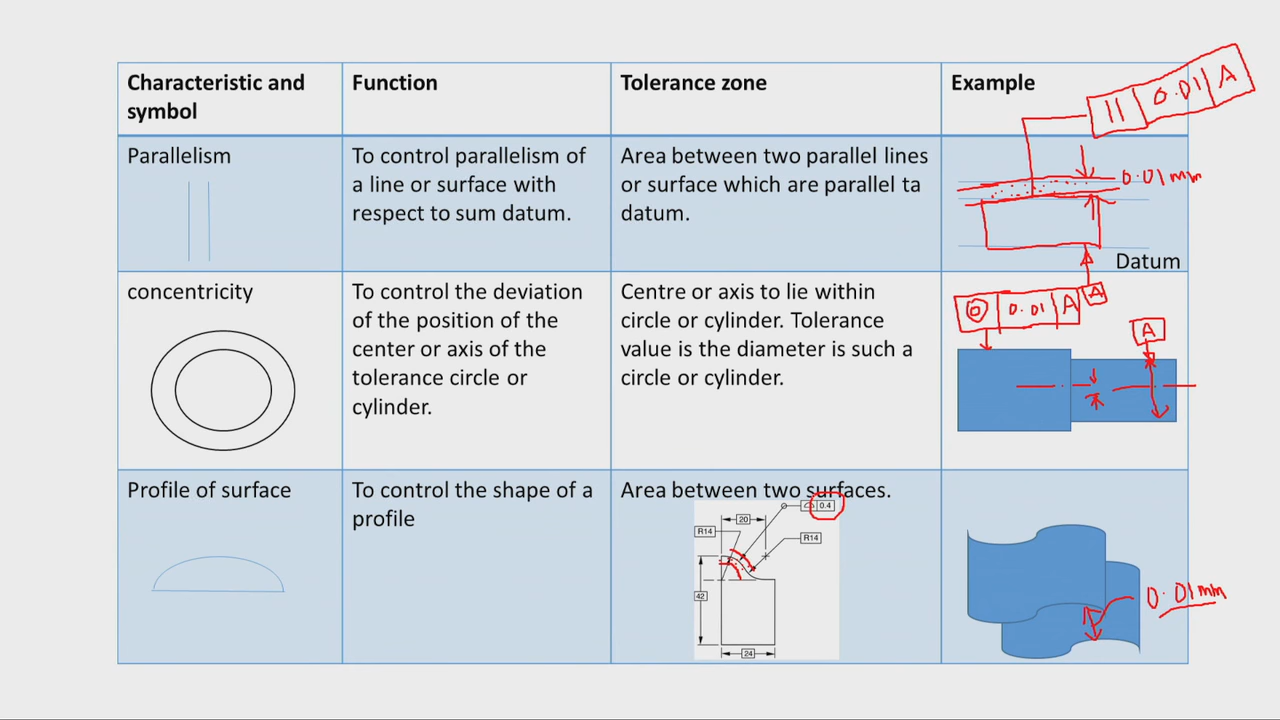 Characteristic and
symbol
Function
Tolerance zone
Example
|| 0.01 A
Parallelism
To control parallelism of
a line or surface with
respect to sum datum.
Area between two parallel lines
or surface which are parallel ta
datum.
0.01 mm
Datum
A
concentricity
To control the deviation
of the position of the
center or axis of the
tolerance circle or
cylinder.
Centre or axis to lie within
circle or cylinder. Tolerance
value is the diameter is such a
circle or cylinder.
0.01 A
A
Profile of surface
To control the shape of a
profile
Area between two surfaces.
0.4
20
R14
R14
42
24
0.01 mm